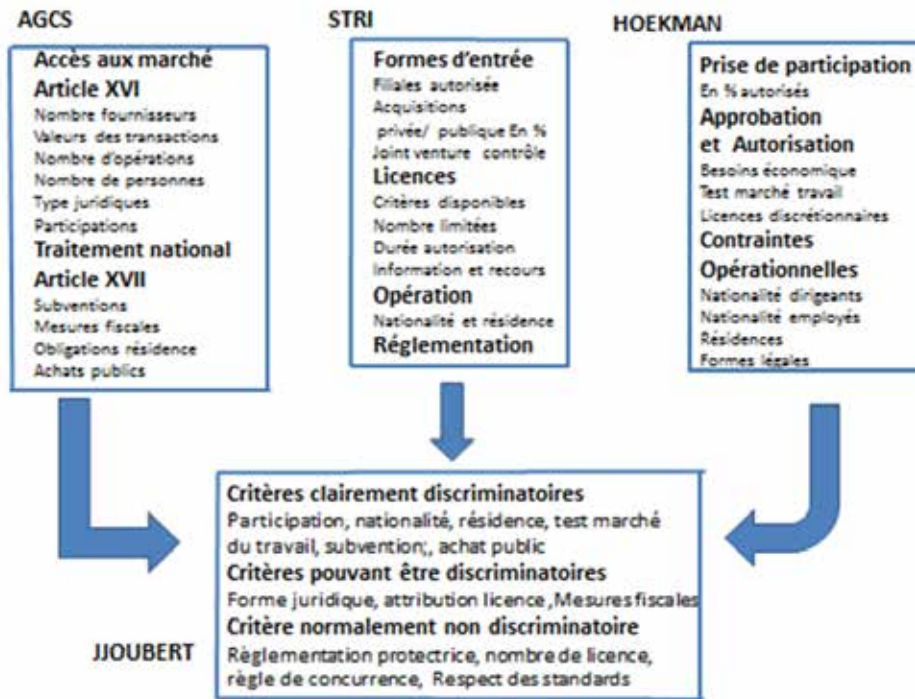 AGCS
Accès aux marché
Article XVI
Nombre fournisseurs
Valeurs des transactions
Nombre d'opérations
Nombre de personnes
Type juridiques
Participations
Traitement national
Article XVII
Subventions
Mesures fiscales
Obligations résidence
Achats publics
STRI
Formes d'entrée
Filiales autorisée
Acquisitions
privée/ publique En %
Joint venture contrôle
Licences
Critères disponibles
Nombre limitées
Durée autorisation
Information et recours
Opération
Nationalité et résidence
Réglementation
HOEKMAN
Prise de participation
En % autorisés
Approbation
et Autorisation
Besoins économique
Test marché travail
Licences discrétionnaires
Contraintes
Opérationnelles
Nationalité dirigeants
Nationalité employés
Résidences
Formes légales
Critères clairement discriminatoires
Participation, nationalité, résidence, test marché
du travail, subvention;, achat public
Critères pouvant être discriminatoires
Forme juridique, attribution licence ,Mesures fiscales
Critère normalement non discriminatoire
Règlementation protectrice, nombre de licence,
règle de concurrence, Respect des standards
JJOUBERT